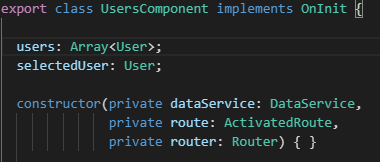 export class UsersComponent implements OnInit {
users: Array<User>;
selectedUser: User;
constructor(private dataService: DataService,
private route: ActivatedRoute,
private router: Router) { }